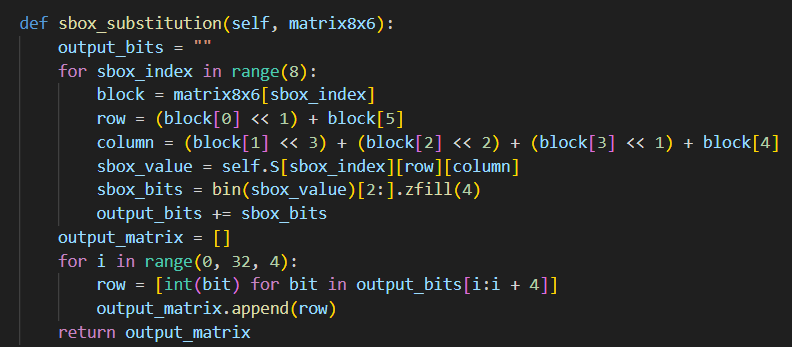 def sbox_substitution(self, matrix8x6):
    output_bits = ""
    for sbox_index in range(8):
        block = matrix8x6[sbox_index]
        row = (block[0] << 1) + block[5]
        column = (block[1] << 3) + (block[2] << 2) + (block[3] << 1) + block[4]
        sbox_value = self.S[sbox_index][row][column]
        sbox_bits = bin(sbox_value)[2:].zfill(4)
        output_bits += sbox_bits
    output_matrix = []
    for i in range(0, 32, 4):
        row = [int(bit) for bit in output_bits[i:i + 4]]
        output_matrix.append(row)
    return output_matrix